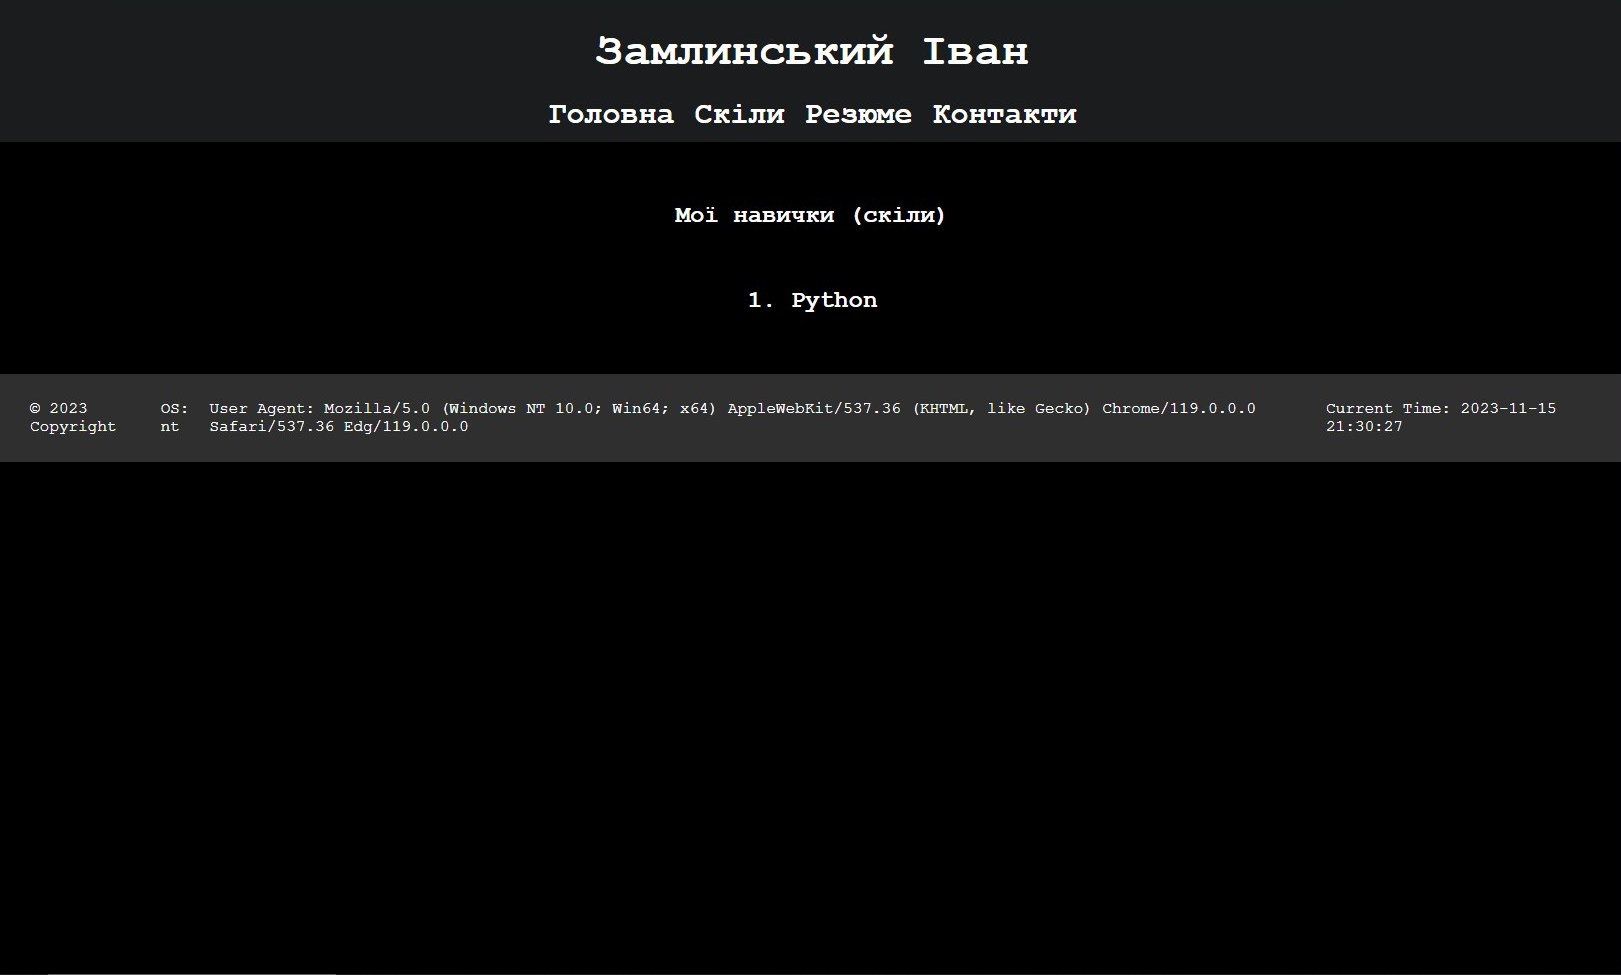 Замлинський Іван
Головна Скіли Резюме Контакти
Мої навички (скіли)
1. Python
© 2023
Copyright
OS:
nt
User Agent: Mozilla/5.0 (Windows NT 10.0; Win64; x64) AppleWebKit/537.36 (KHTML, like Gecko) Chrome/119.0.0.0
Safari/537.36 Edg/119.0.0.0
Current Time: 2023-11-15
21:30:27